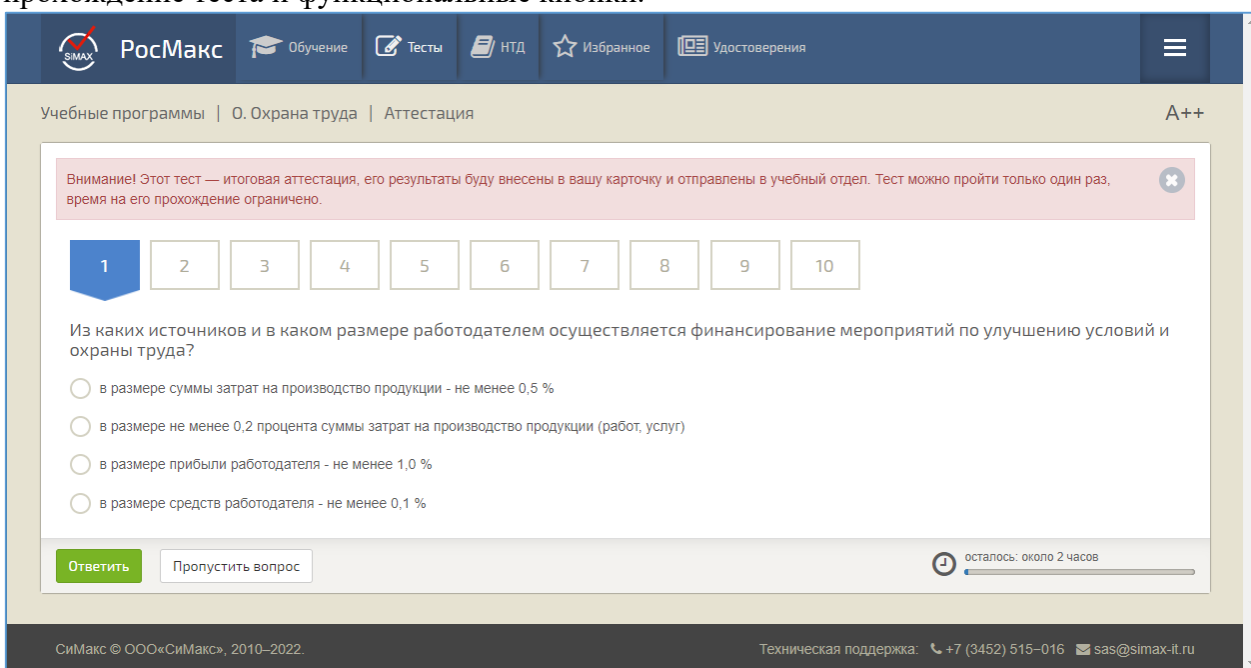 прохождение теста и функциональные кнопки.
SiMAX РосМакс Обучение Тесты НТД Избранное Удостоверения
Учебные программы | О. Охрана труда | Аттестация A++
Внимание! Этот тест — итоговая аттестация, его результаты буду внесены в вашу карточку и отправлены в учебный отдел. Тест можно пройти только один раз,
время на его прохождение ограничено.
1 2 3 4 5 6 7 8 9 10
Из каких источников и в каком размере работодателем осуществляется финансирование мероприятий по улучшению условий и
охраны труда?
в размере суммы затрат на производство продукции - не менее 0,5 %
в размере не менее 0,2 процента суммы затрат на производство продукции (работ, услуг)
в размере прибыли работодателя - не менее 1,0 %
в размере средств работодателя - не менее 0,1 %
Ответить Пропустить вопрос осталось: около 2 часов
СиМакс © ООО«СиМакс», 2010–2022. Техническая поддержка: +7 (3452) 515–016 sas@simax-it.ru